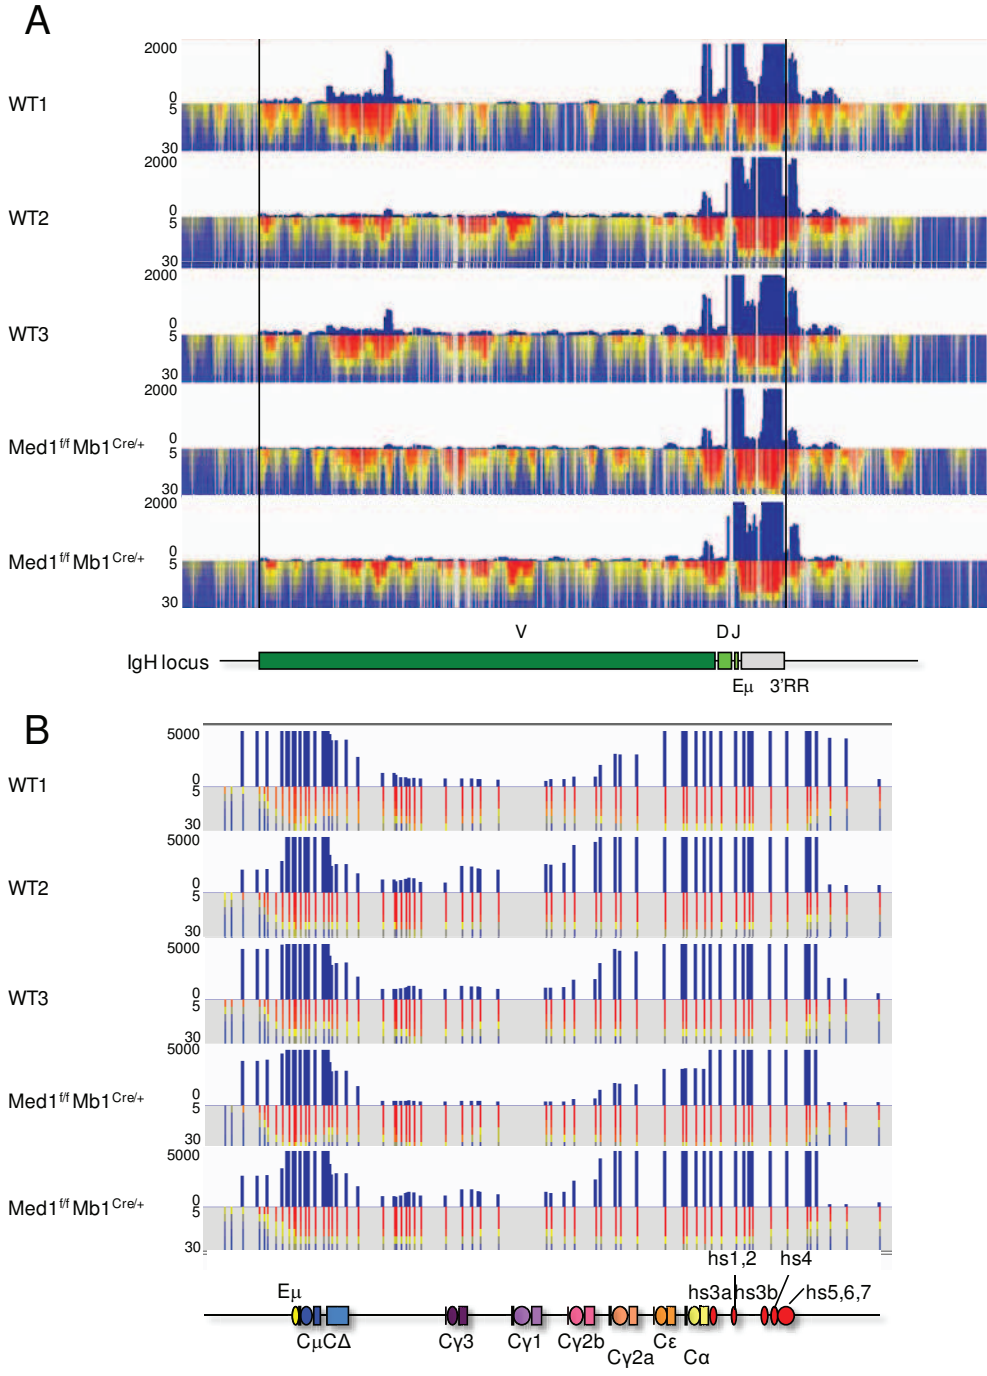 A
2000
WT1
0
5
30
2000
WT2
0
5
30
2000
WT3
0
5
30
2000
Med1f/f Mb1Cre/+
0
5
30
2000
Med1f/f Mb1Cre/+
0
5
30
V D J
IgH locus
Eµ 3'RR
B
5000
WT1
0
5
30
5000
WT2
0
5
30
5000
WT3
0
5
30
5000
Med1f/f Mb1Cre/+
0
5
30
5000
Med1f/f Mb1Cre/+
0
5
30
hs1,2 hs4
Eµ hs3a hs3b hs5,6,7
CµCΔ Cγ3 Cγ1 Cγ2b Cε
Cγ2a Cα